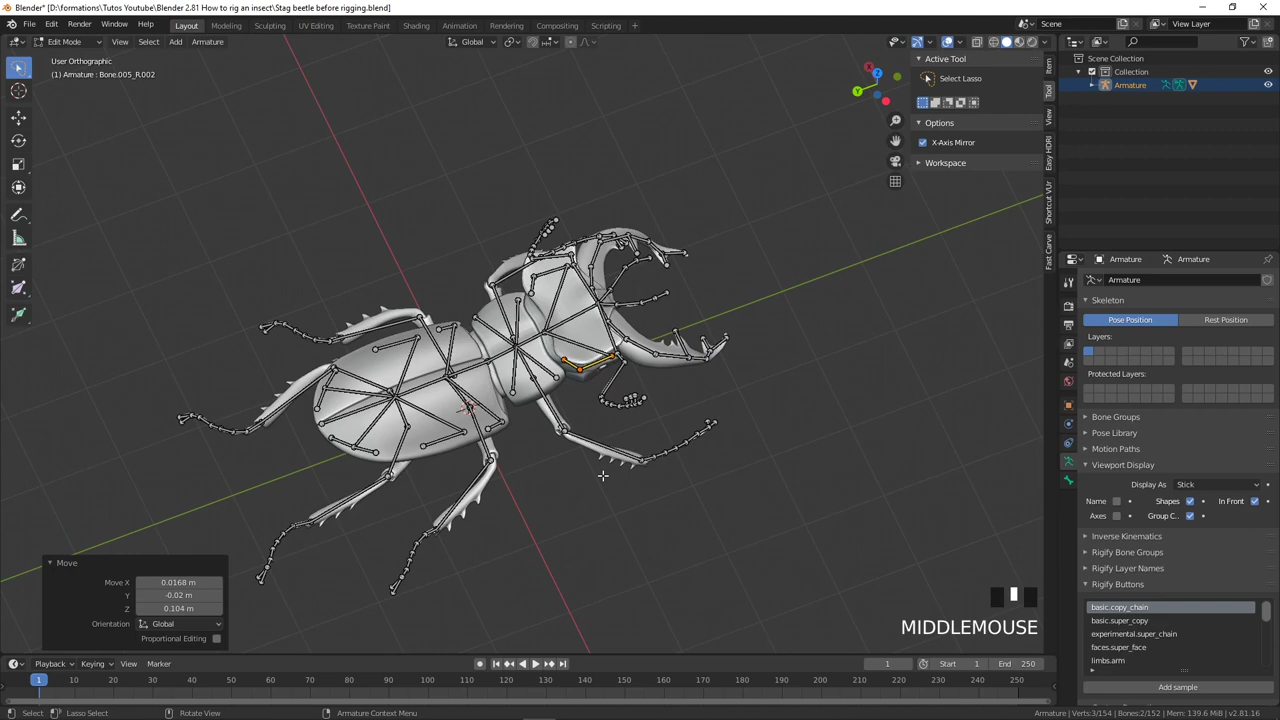 Blender* [D:\formations\Tutos Youtube\Blender 2.81 How to rig an insect\Stag beetle before rigging.blend]
File Edit Render Window Help Layout Modeling Sculpting UV Editing Texture Paint Shading Animation Rendering Compositing Scripting + Scene View Layer
Edit Mode View Select Add Armature Global
User Orthographic
(1) Armature : Bone.005_R.002
Z
Y
X
Active Tool
Select Lasso
Options
X-Axis Mirror
Workspace
Item
Tool
View
Easy HDRI
Shortcut VUr
Fast Carve
Scene Collection
Collection
Armature
Armature Armature
Armature
Skeleton
Pose Position Rest Position
Layers:
Protected Layers:
Bone Groups
Pose Library
Motion Paths
Viewport Display
Display As Stick
Name Shapes In Front
Axes Group C..
Inverse Kinematics
Rigify Bone Groups
Rigify Layer Names
Rigify Buttons
basic.copy_chain
basic.super_copy
experimental.super_chain
faces.super_face
limbs.arm
Add sample
Move
Move X 0.0168 m
Y -0.02 m
Z 0.104 m
Orientation Global
Proportional Editing
MIDDLEMOUSE
Playback Keying View Marker 1 Start 1 End 250
1 10 20 30 40 50 60 70 80 90 100 110 120 130 140 150 160 170 180 190 200 210 220 230 240 250
Select Lasso Select Rotate View Armature Context Menu Armature | Verts:3/154 | Bones:2/152 | Mem: 139.6 MiB | v2.81.16